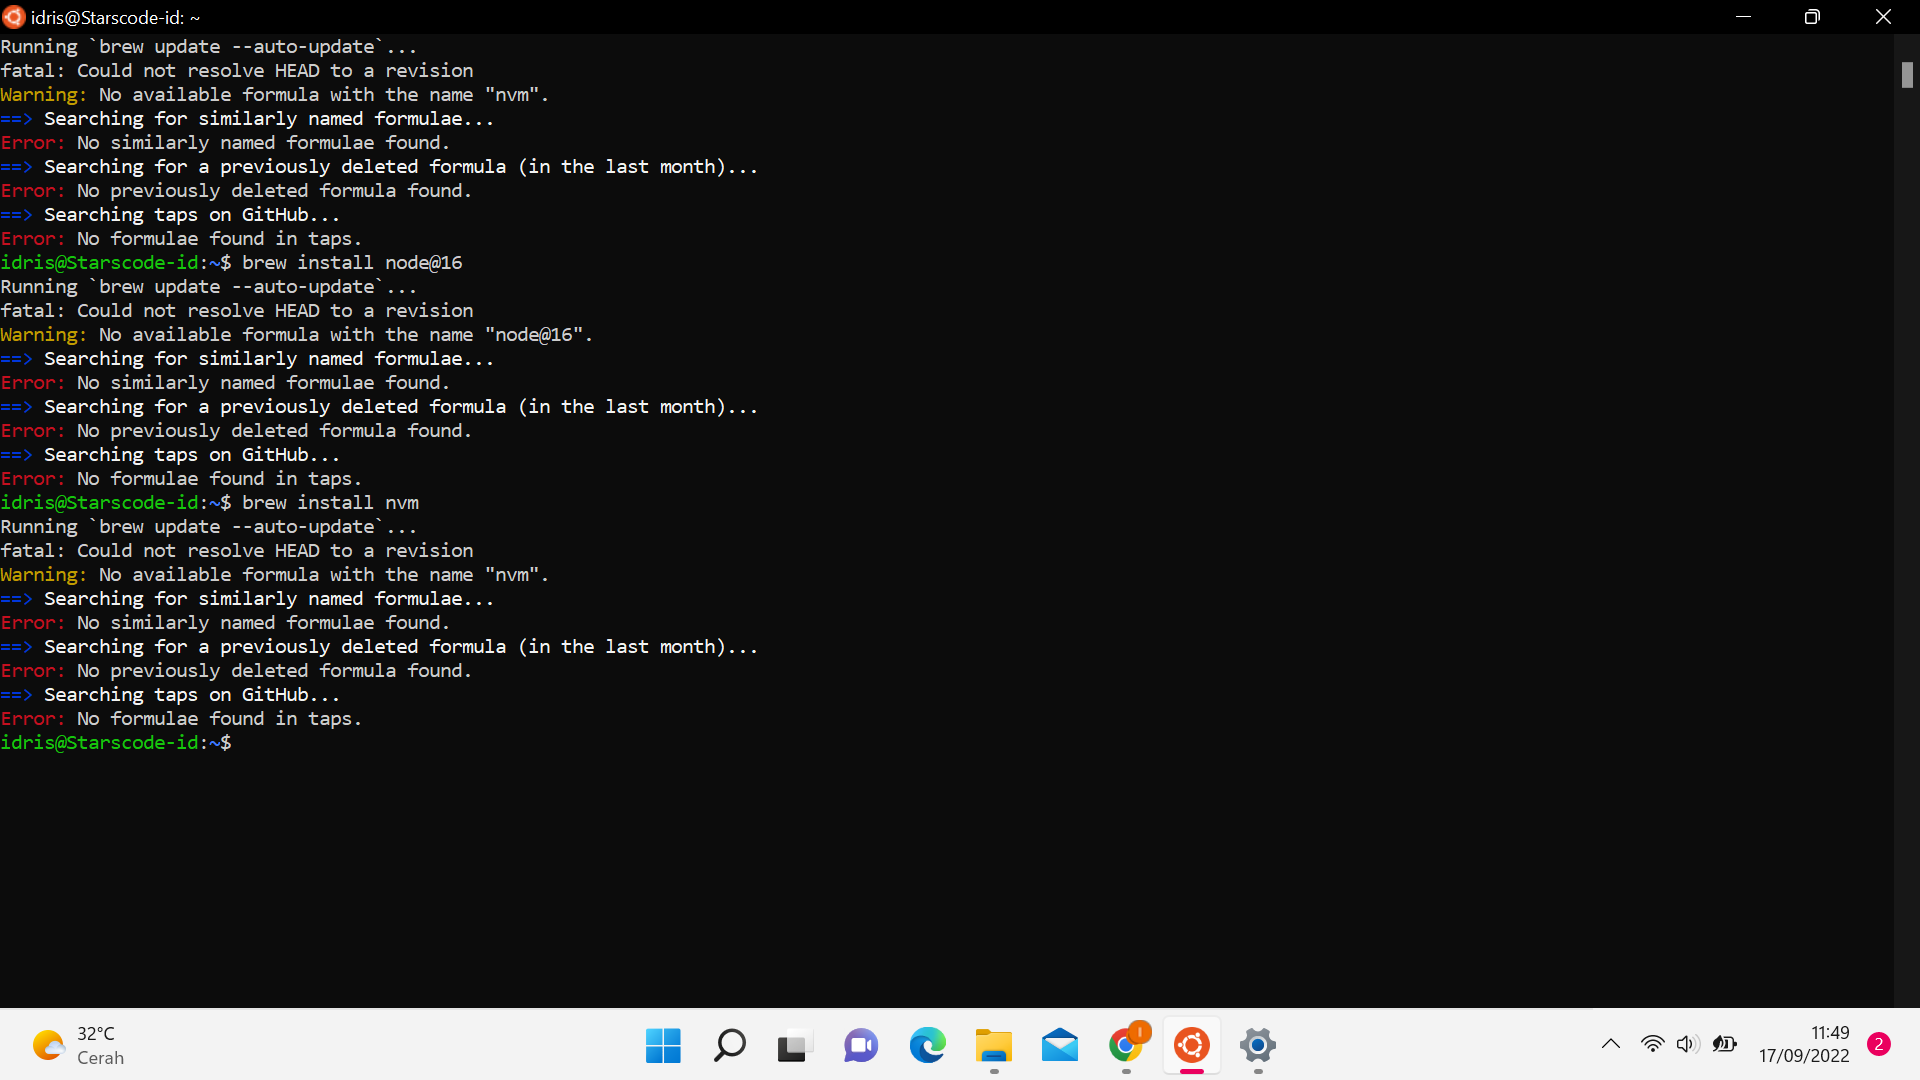 idris@Starscode-id: ~
Running `brew update --auto-update`...
fatal: Could not resolve HEAD to a revision
Warning: No available formula with the name "nvm".
==> Searching for similarly named formulae...
Error: No similarly named formulae found.
==> Searching for a previously deleted formula (in the last month)...
Error: No previously deleted formula found.
==> Searching taps on GitHub...
Error: No formulae found in taps.
idris@Starscode-id:~$ brew install node@16
Running `brew update --auto-update`...
fatal: Could not resolve HEAD to a revision
Warning: No available formula with the name "node@16".
==> Searching for similarly named formulae...
Error: No similarly named formulae found.
==> Searching for a previously deleted formula (in the last month)...
Error: No previously deleted formula found.
==> Searching taps on GitHub...
Error: No formulae found in taps.
idris@Starscode-id:~$ brew install nvm
Running `brew update --auto-update`...
fatal: Could not resolve HEAD to a revision
Warning: No available formula with the name "nvm".
==> Searching for similarly named formulae...
Error: No similarly named formulae found.
==> Searching for a previously deleted formula (in the last month)...
Error: No previously deleted formula found.
==> Searching taps on GitHub...
Error: No formulae found in taps.
idris@Starscode-id:~$
32°C
Cerah
I
11:49
17/09/2022
2